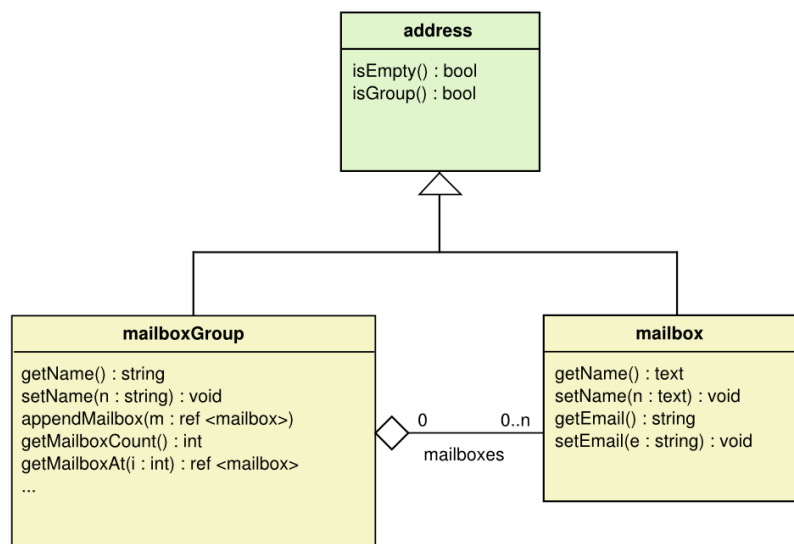 address
isEmpty() : bool
isGroup() : bool
mailboxGroup
getName() : string
setName(n : string) : void
appendMailbox(m : ref <mailbox>)
getMailboxCount() : int
getMailboxAt(i : int) : ref <mailbox>
...
0
0..n
mailboxes
mailbox
getName() : text
setName(n : text) : void
getEmail() : string
setEmail(e : string) : void